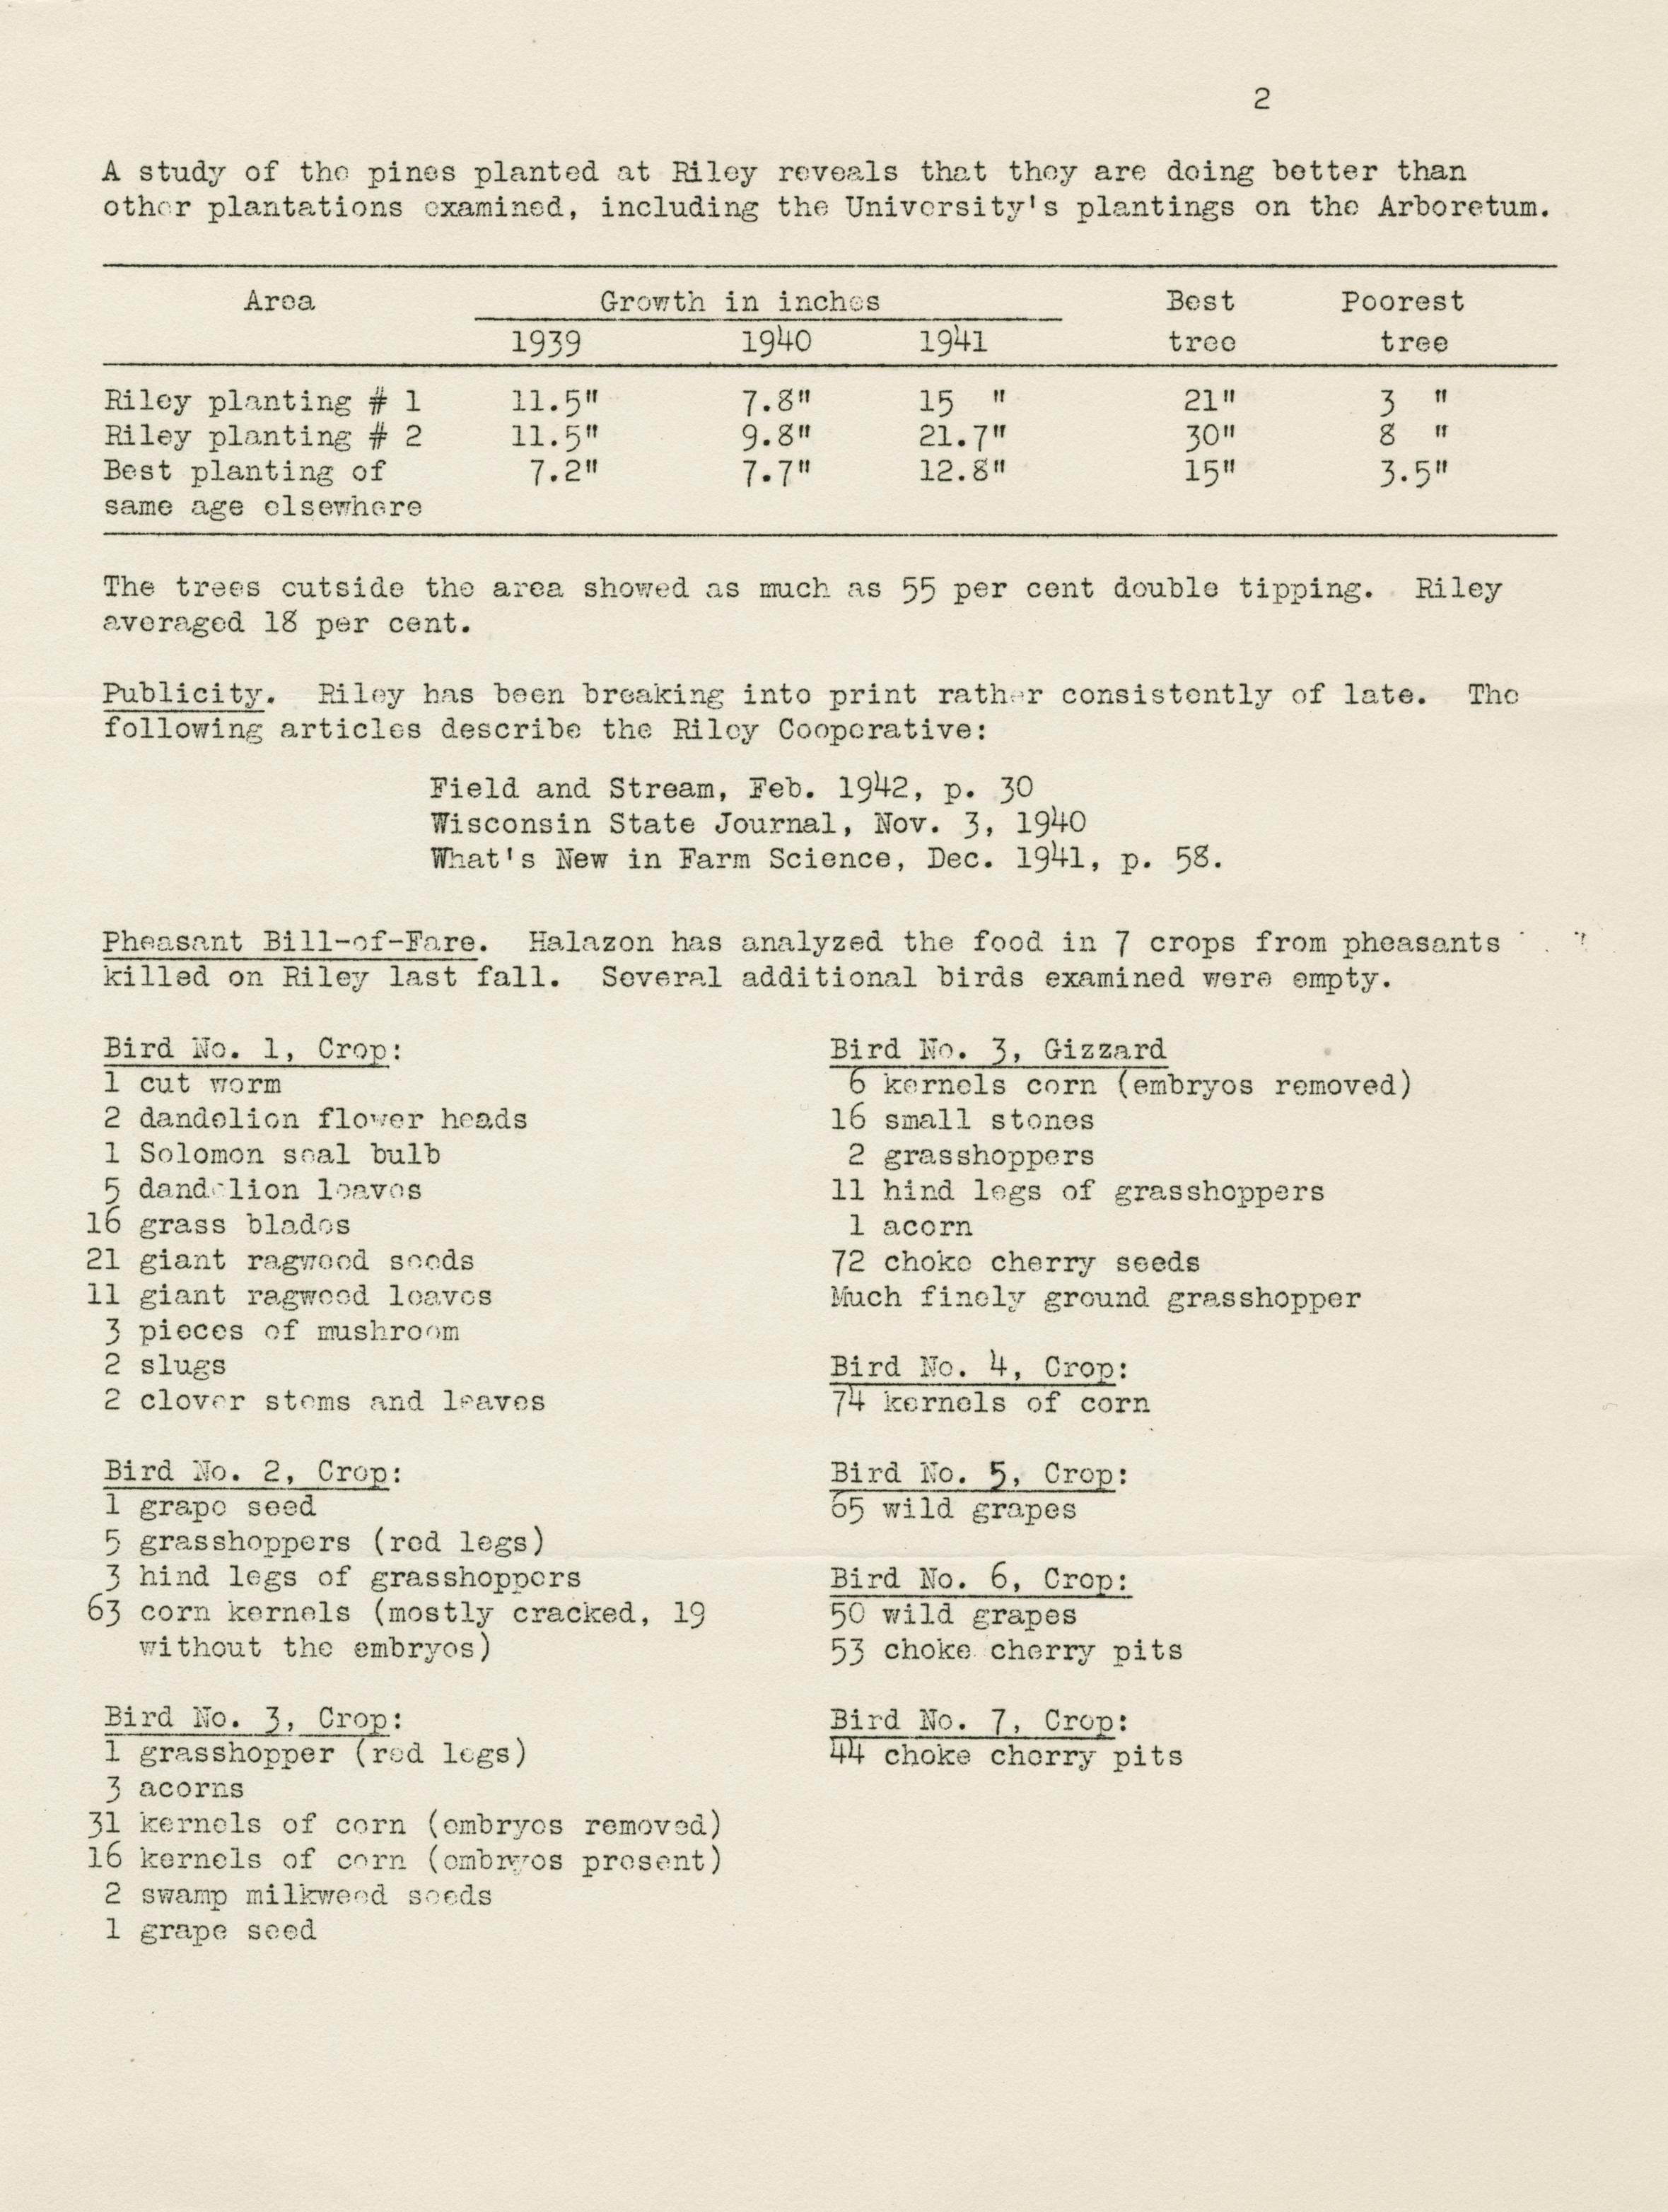 2
A study of the pines planted at Riley reveals that they are doing better than
other plantations examined, including the University's plantings on the Arboretum.
Area Growth in inches Best Poorest
1939 1940 1941 tree tree
Riley planting # 1 11.5" 7.8" 15 " 21" 3 "
Riley planting # 2 11.5" 9.8" 21.7" 30" 8 "
Best planting of 7.2" 7.7" 12.8" 15" 3.5"
same age elsewhere
The trees outside the area showed as much as 55 per cent double tipping. Riley
averaged 18 per cent.
Publicity. Riley has been breaking into print rather consistently of late. The
following articles describe the Riley Cooperative:
Field and Stream, Feb. 1942, p. 30
Wisconsin State Journal, Nov. 3, 1940
What's New in Farm Science, Dec. 1941, p. 58.
Pheasant Bill-of-Fare. Halazon has analyzed the food in 7 crops from pheasants
killed on Riley last fall. Several additional birds examined were empty.
Bird No. 1, Crop:
1 cut worm
2 dandelion flower heads
1 Solomon seal bulb
5 dandelion leaves
16 grass blades
21 giant ragweed seeds
11 giant ragweed leaves
3 pieces of mushroom
2 slugs
2 clover stems and leaves
Bird No. 2, Crop:
1 grape seed
5 grasshoppers (red legs)
3 hind legs of grasshoppers
63 corn kernels (mostly cracked, 19
without the embryos)
Bird No. 3, Crop:
1 grasshopper (red legs)
3 acorns
31 kernels of corn (embryos removed)
16 kernels of corn (embryos present)
2 swamp milkweed seeds
1 grape seed
Bird No. 3, Gizzard
6 kernels corn (embryos removed)
16 small stones
2 grasshoppers
11 hind legs of grasshoppers
1 acorn
72 choke cherry seeds
Much finely ground grasshopper
Bird No. 4, Crop:
74 kernels of corn
Bird No. 5, Crop:
65 wild grapes
Bird No. 6, Crop:
50 wild grapes
53 choke cherry pits
Bird No. 7, Crop:
44 choke cherry pits